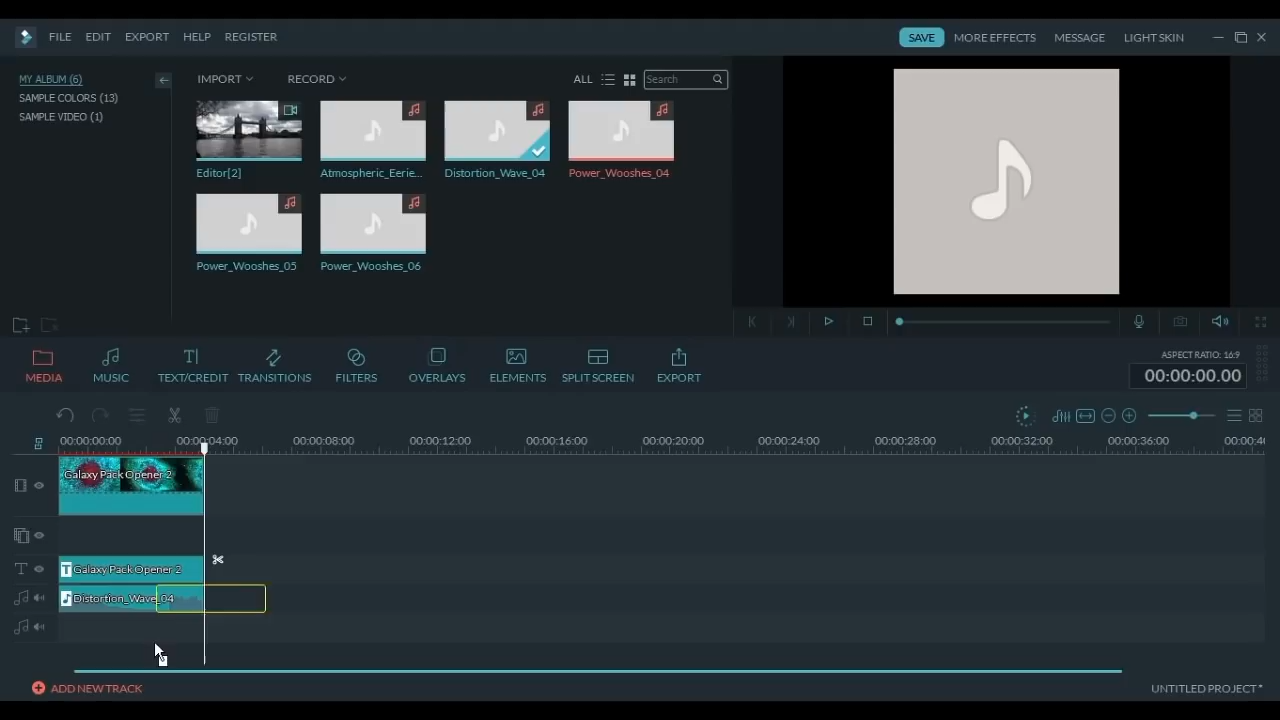 FILE EDIT EXPORT HELP REGISTER SAVE MORE EFFECTS MESSAGE LIGHT SKIN
MY ALBUM (6)
SAMPLE COLORS (13)
SAMPLE VIDEO (1)
IMPORT RECORD ALL Search
Editor[2] Atmospheric_Eerie... Distortion_Wave_04 Power_Wooshes_04
Power_Wooshes_05 Power_Wooshes_06
MEDIA MUSIC TEXT/CREDIT TRANSITIONS FILTERS OVERLAYS ELEMENTS SPLIT SCREEN EXPORT
ASPECT RATIO: 16:9
00:00:00.00
00:00:00:00 00:00:04:00 00:00:08:00 00:00:12:00 00:00:16:00 00:00:20:00 00:00:24:00 00:00:28:00 00:00:32:00 00:00:36:00 00:00:40
Galaxy Pack Opener 2
T Galaxy Pack Opener 2
Distortion_Wave_04
ADD NEW TRACK UNTITLED PROJECT*